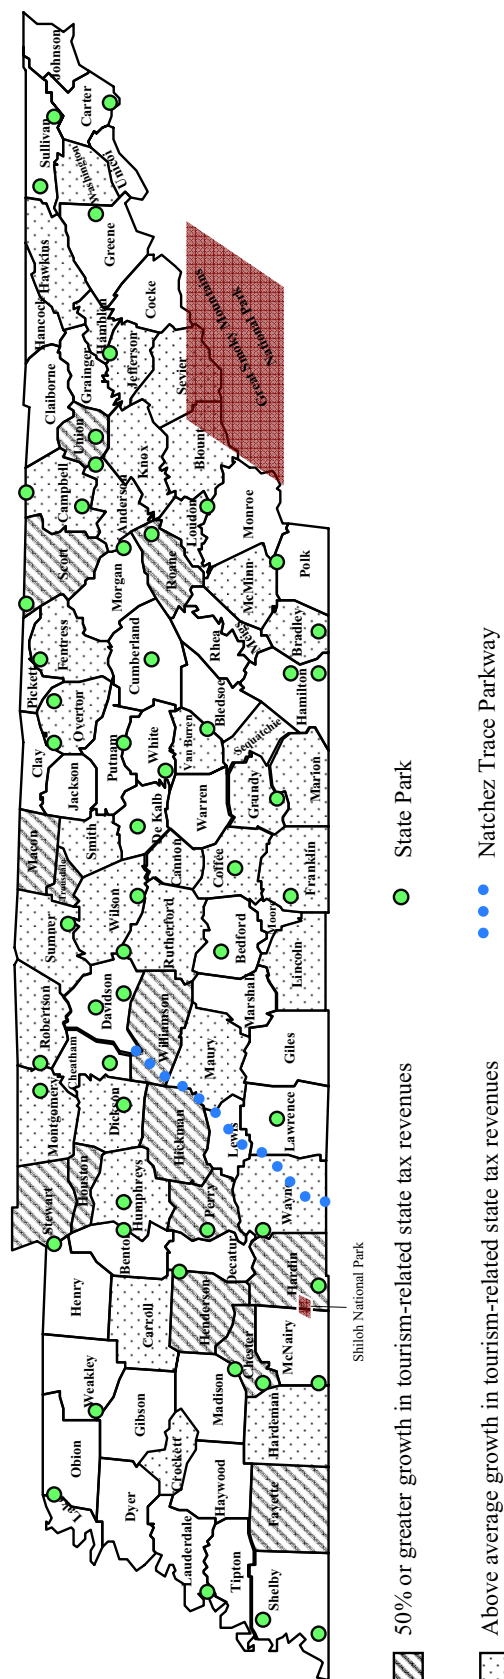 Lake
Obion
Weakley
Henry
Stewart
Montgomery
Robertson
Sumner
Macon
Trousdale
Clay
Pickett
Fentress
Scott
Campbell
Claiborne
Hancock
Hawkins
Sullivan
Johnson
Carter
Washington
Unicoi
Greene
Hamblin
Grainger
Union
Jefferson
Cocke
Sevier
Great Smoky Mountains
National Park
Blount
Knox
Anderson
Loudon
Monroe
Roane
Morgan
Cumberland
Overton
Jackson
Putnam
Smith
Wilson
De Kalb
White
Van Buren
Bledsoe
Rhea
Meigs
McMinn
Polk
Bradley
Hamilton
Sequatchie
Marion
Grundy
Warren
Cannon
Coffee
Franklin
Moore
Lincoln
Bedford
Rutherford
Davidson
Cheatham
Williamson
Marshall
Giles
Maury
Dickson
Houston
Humphreys
Hickman
Lewis
Lawrence
Wayne
Perry
Benton
Decatur
Hardin
Carroll
Henderson
Chester
McNairy
Gibson
Madison
Hardeman
Crockett
Haywood
Fayette
Dyer
Lauderdale
Tipton
Shelby
Shiloh National Park
50% or greater growth in tourism-related state tax revenues
State Park
Above average growth in tourism-related state tax revenues
Natchez Trace Parkway